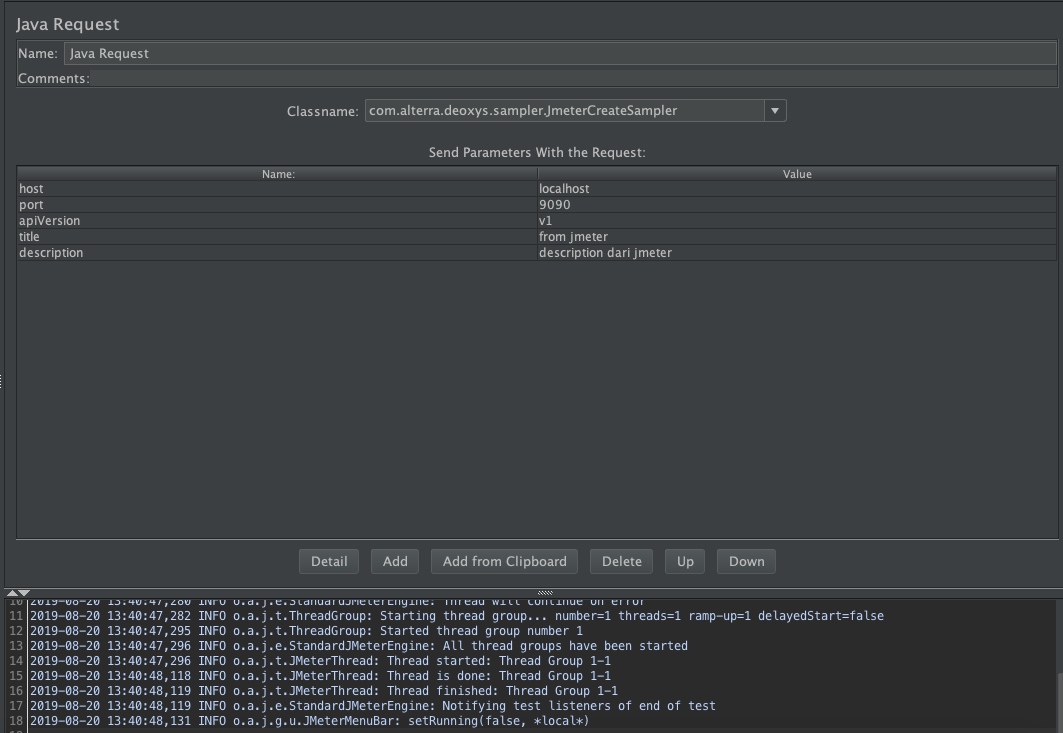 Java Request
Name: Java Request
Comments:
Classname: com.alterra.deoxys.sampler.JmeterCreateSampler
Send Parameters With the Request:
Name: Value
host localhost
port 9090
apiVersion v1
title from jmeter
description description dari jmeter
Detail Add Add from Clipboard Delete Up Down
10 2019-08-20 13:40:47,280 INFO o.a.j.e.StandardJMeterEngine: Thread will continue on error
11 2019-08-20 13:40:47,282 INFO o.a.j.t.ThreadGroup: Starting thread group... number=1 threads=1 ramp-up=1 delayedStart=false
12 2019-08-20 13:40:47,295 INFO o.a.j.t.ThreadGroup: Started thread group number 1
13 2019-08-20 13:40:47,296 INFO o.a.j.e.StandardJMeterEngine: All thread groups have been started
14 2019-08-20 13:40:47,296 INFO o.a.j.t.JMeterThread: Thread started: Thread Group 1-1
15 2019-08-20 13:40:48,118 INFO o.a.j.t.JMeterThread: Thread is done: Thread Group 1-1
16 2019-08-20 13:40:48,119 INFO o.a.j.t.JMeterThread: Thread finished: Thread Group 1-1
17 2019-08-20 13:40:48,119 INFO o.a.j.e.StandardJMeterEngine: Notifying test listeners of end of test
18 2019-08-20 13:40:48,131 INFO o.a.j.g.u.JMeterMenuBar: setRunning(false, *local*)